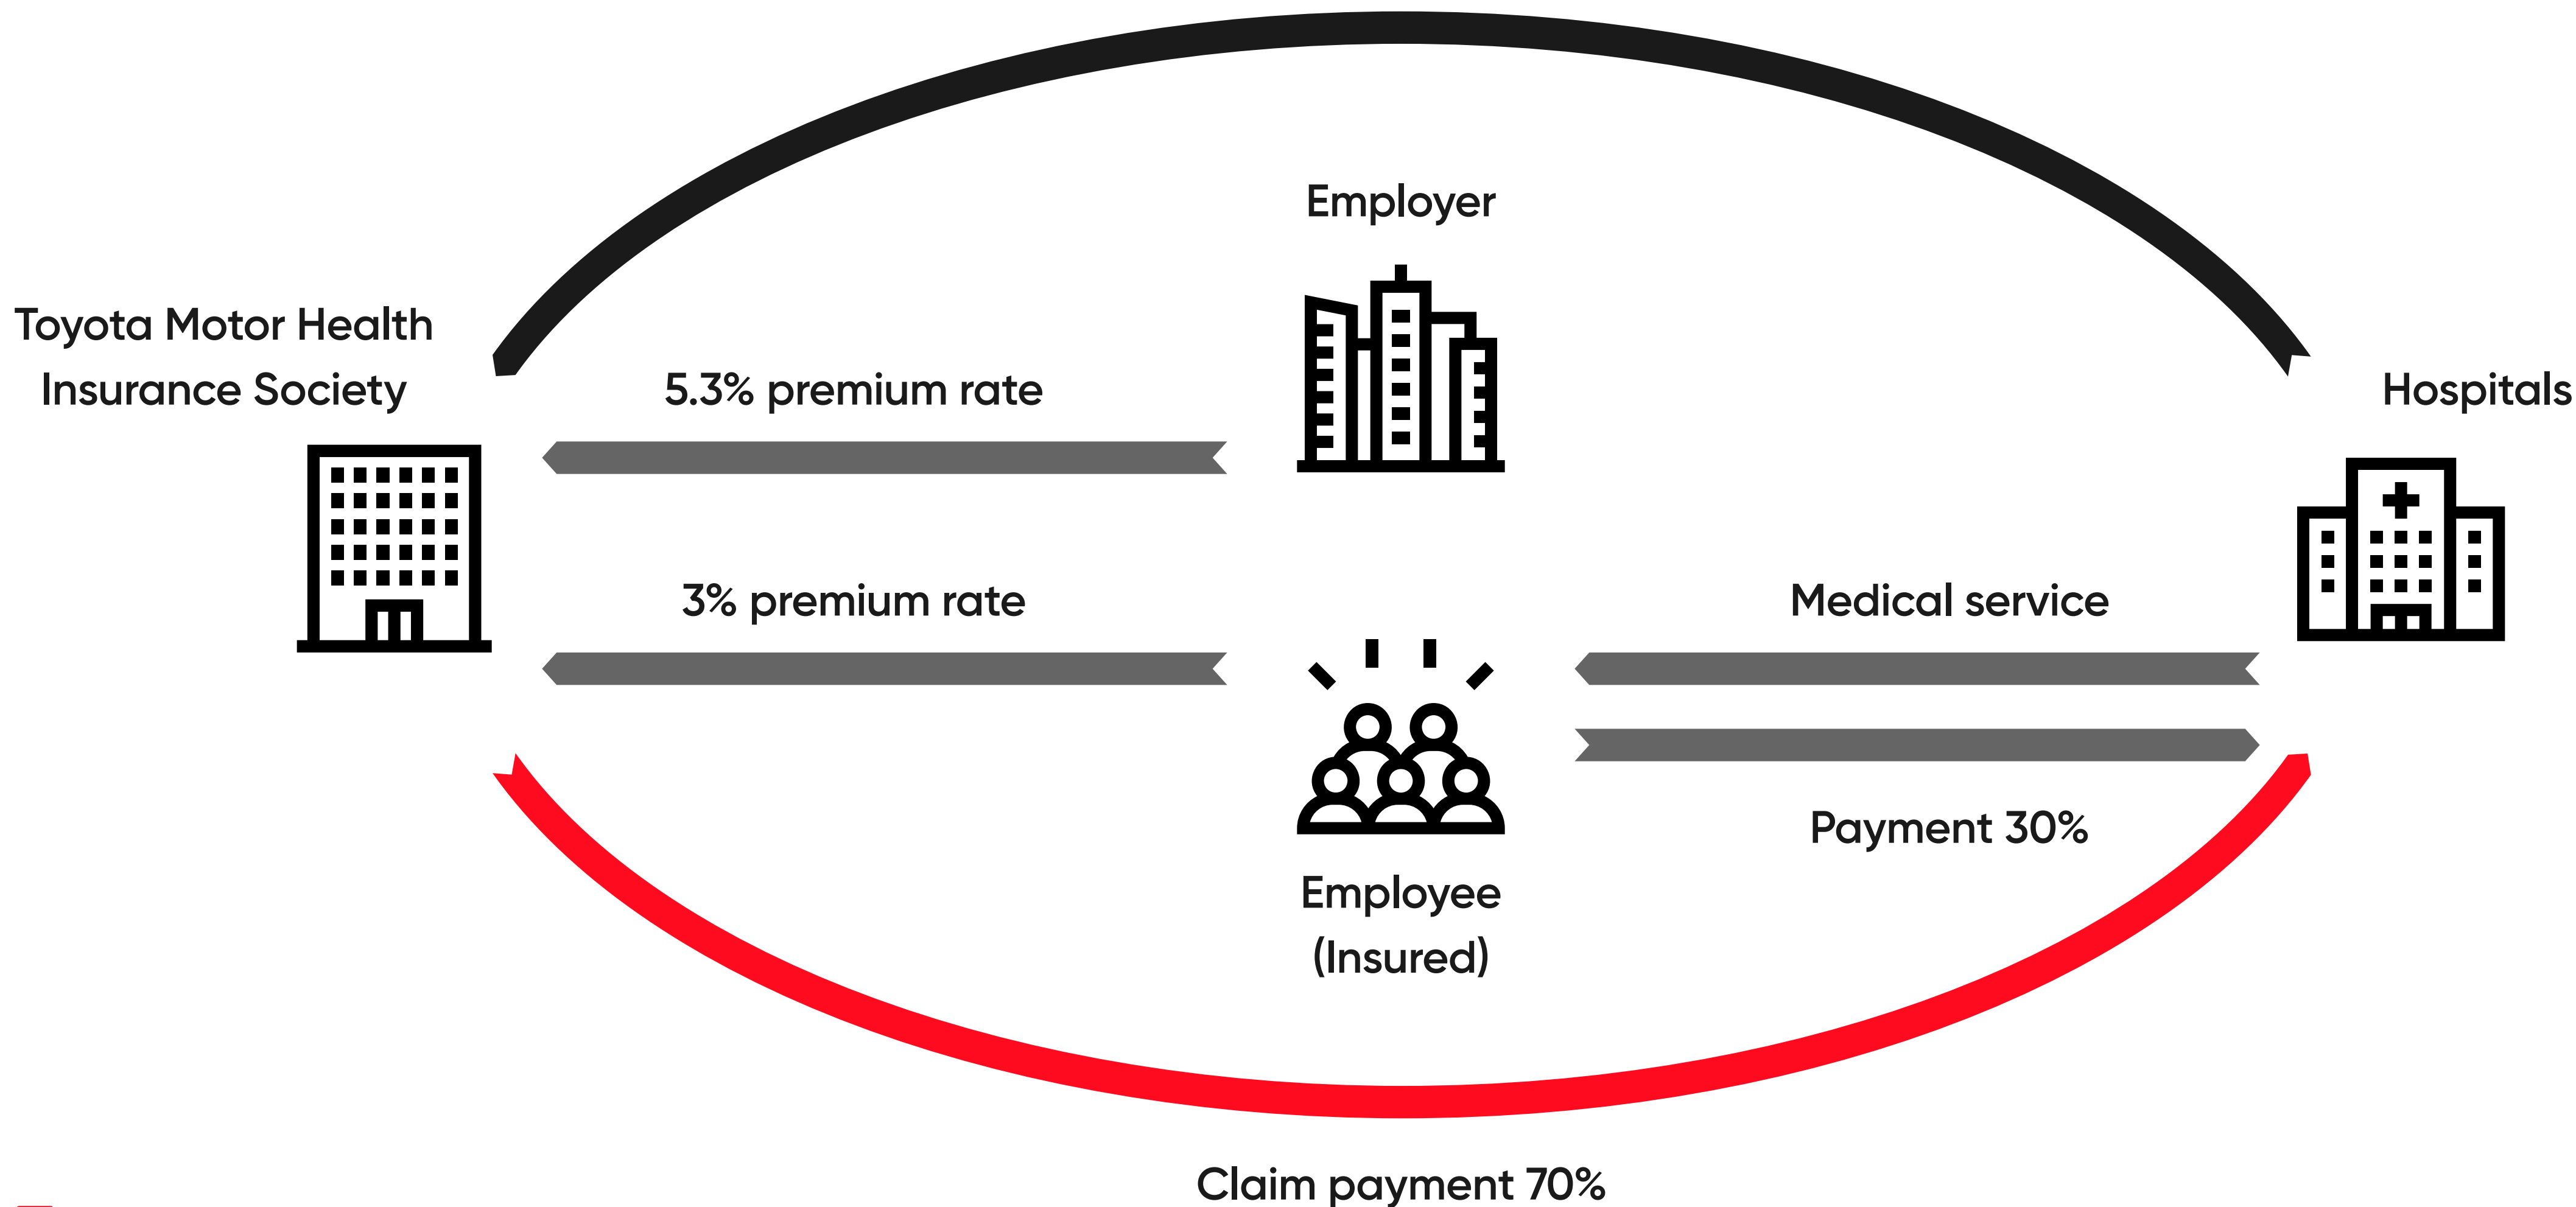 Employer
Toyota Motor Health
Insurance Society
5.3% premium rate
Hospitals
3% premium rate
Medical service
Payment 30%
Employee
(Insured)
Claim payment 70%